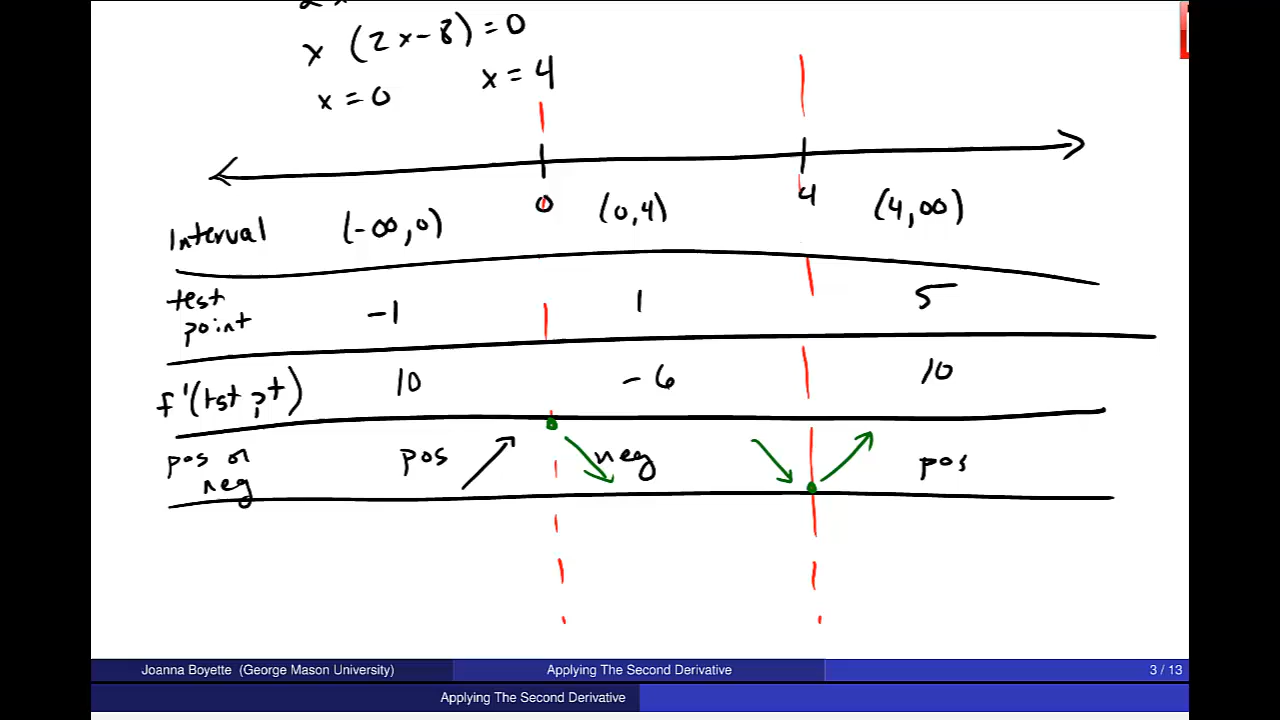 x (2x-8) = 0
x = 0 x = 4
0 4
Interval (-∞,0) (0,4) (4,∞)
test point -1 1 5
f'(tst pt) 10 -6 10
pos or neg pos neg pos
Joanna Boyette (George Mason University) Applying The Second Derivative 3 / 13
Applying The Second Derivative